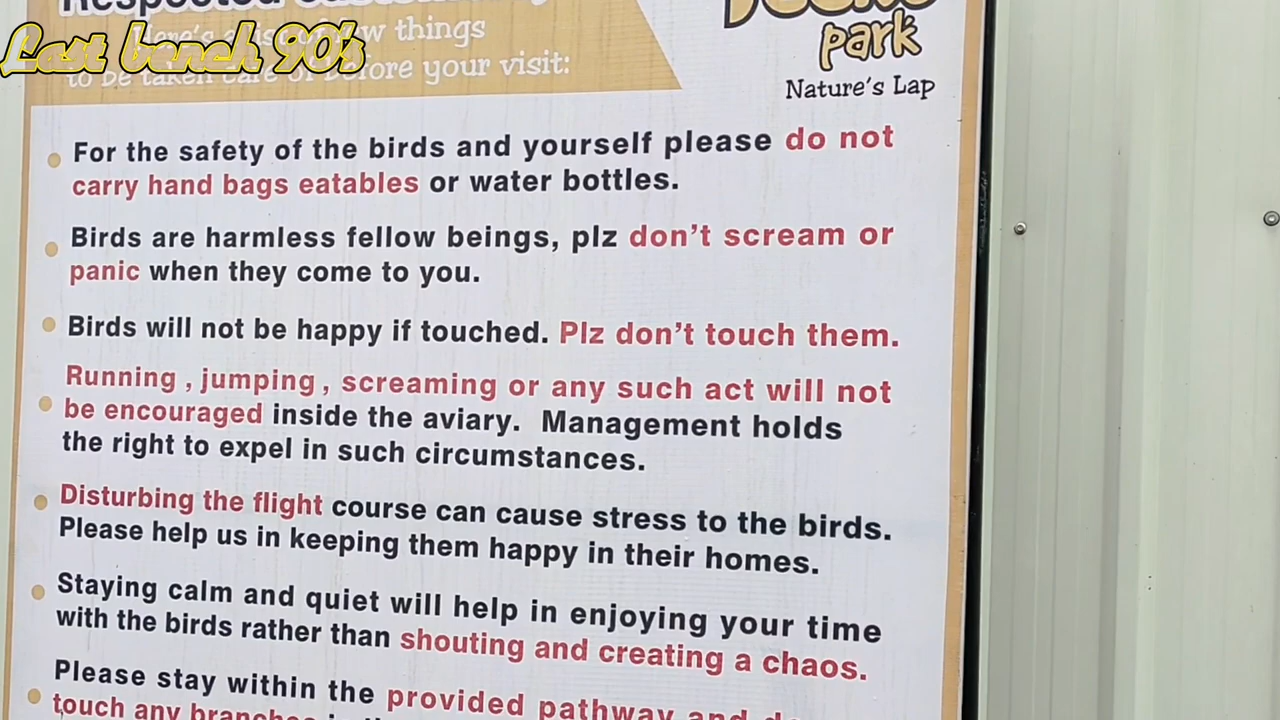 Last bench 90's
Respected
things
to be taken care of before your visit:
park
Nature's Lap
For the safety of the birds and yourself please do not
carry hand bags eatables or water bottles.
Birds are harmless fellow beings, plz don't scream or
panic when they come to you.
Birds will not be happy if touched. Plz don't touch them.
Running , jumping , screaming or any such act will not
be encouraged inside the aviary. Management holds
the right to expel in such circumstances.
Disturbing the flight course can cause stress to the birds.
Please help us in keeping them happy in their homes.
Staying calm and quiet will help in enjoying your time
with the birds rather than shouting and creating a chaos.
Please stay within the provided pathway and
touch any branches